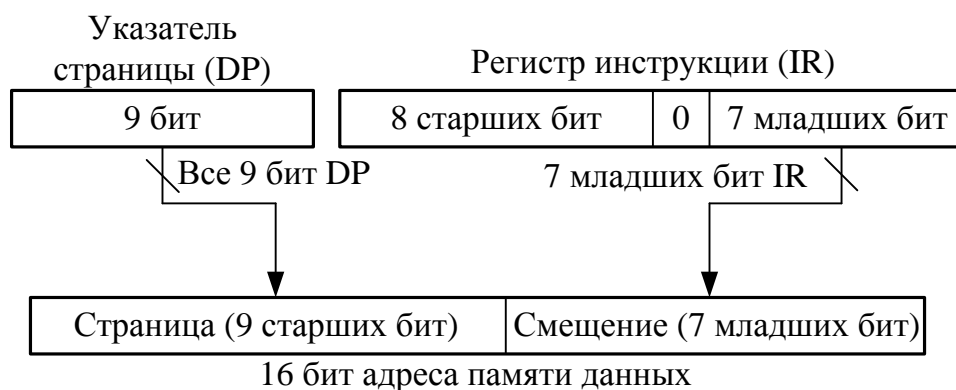 Указатель
страницы (DP)
Регистр инструкции (IR)
9 бит
8 старших бит
0
7 младших бит
Все 9 бит DP
7 младших бит IR
Страница (9 старших бит)
Смещение (7 младших бит)
16 бит адреса памяти данных